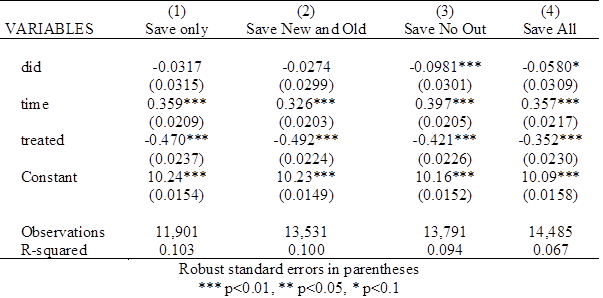 (1) (2) (3) (4)
VARIABLES Save only Save New and Old Save No Out Save All
did -0.0317 -0.0274 -0.0981*** -0.0580*
(0.0315) (0.0299) (0.0301) (0.0309)
time 0.359*** 0.326*** 0.397*** 0.357***
(0.0209) (0.0203) (0.0205) (0.0217)
treated -0.470*** -0.492*** -0.421*** -0.352***
(0.0237) (0.0224) (0.0226) (0.0230)
Constant 10.24*** 10.23*** 10.16*** 10.09***
(0.0154) (0.0149) (0.0152) (0.0158)
Observations 11,901 13,531 13,791 14,485
R-squared 0.103 0.100 0.094 0.067
Robust standard errors in parentheses
*** p<0.01, ** p<0.05, * p<0.1